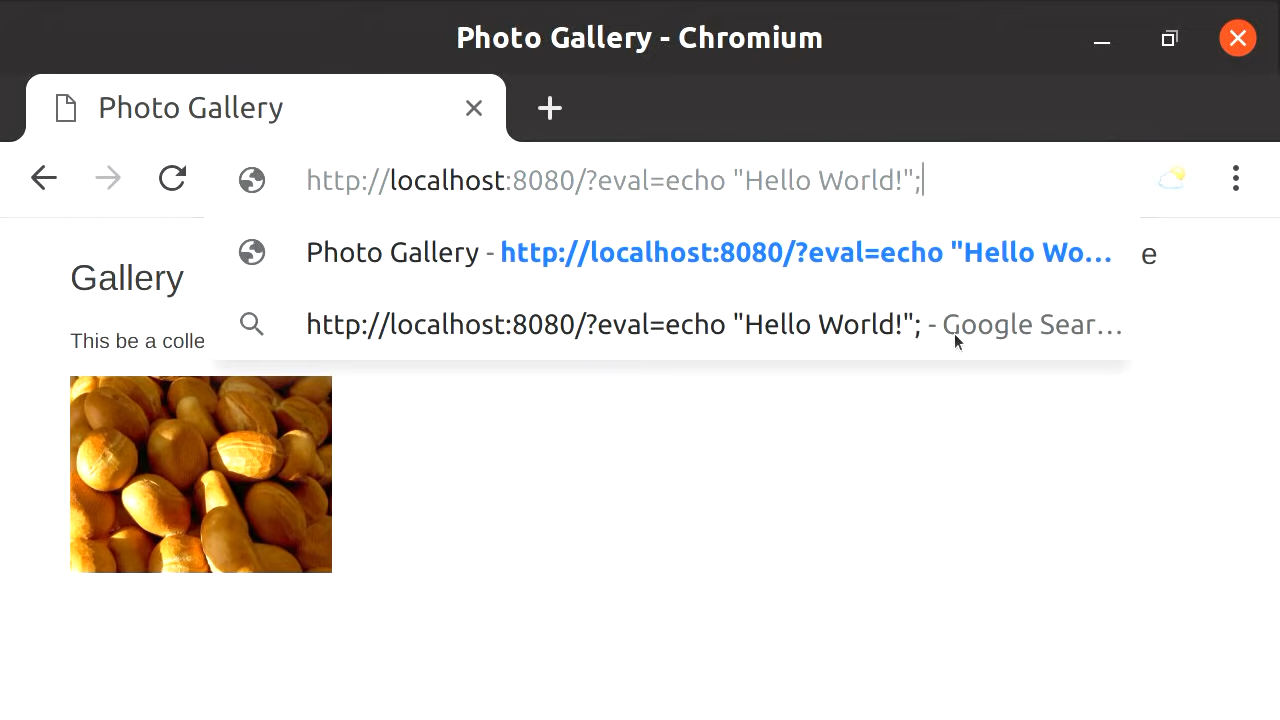 Photo Gallery - Chromium
Photo Gallery
http://localhost:8080/?eval=echo "Hello World!";
Photo Gallery - http://localhost:8080/?eval=echo "Hello Wo...
e
http://localhost:8080/?eval=echo "Hello World!"; - Google Sear...
Gallery
This be a colle